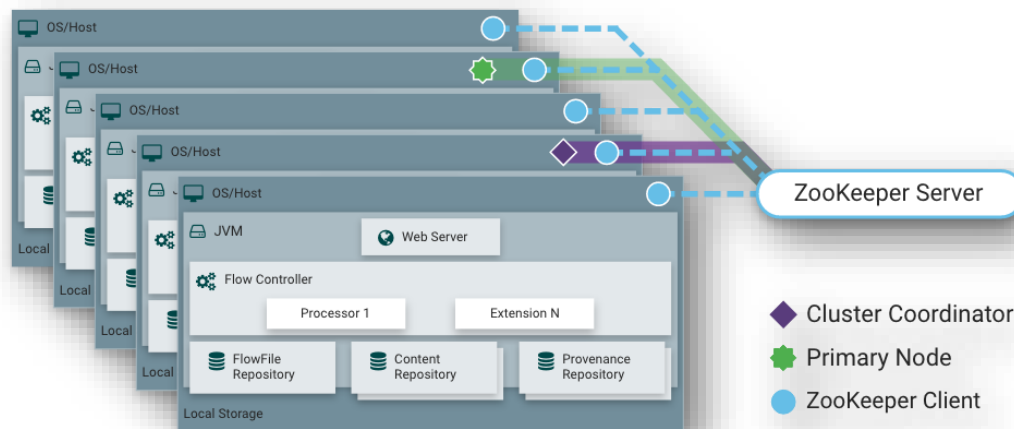 OS/Host
OS/Host
OS/Host
OS/Host
OS/Host
JVM
Web Server
Flow Controller
Processor 1
Extension N
FlowFile
Repository
Content
Repository
Provenance
Repository
Local Storage
Local
Local
Local
Local
ZooKeeper Server
Cluster Coordinator
Primary Node
ZooKeeper Client